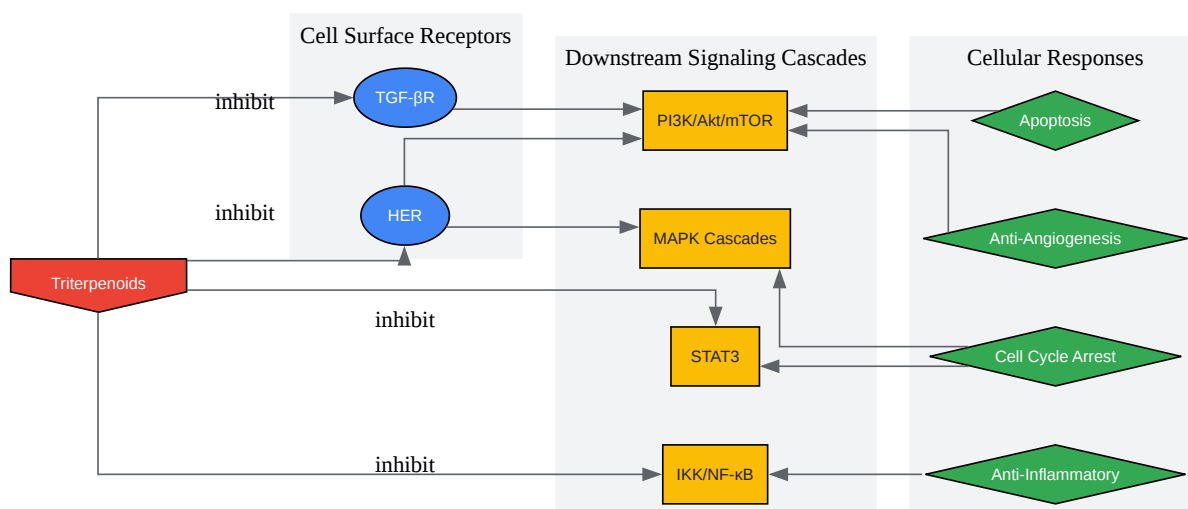 Cell Surface Receptors
Downstream Signaling Cascades
Cellular Responses
inhibit
TGF-βR
PI3K/Akt/mTOR
Apoptosis
inhibit
HER
MAPK Cascades
Anti-Angiogenesis
Triterpenoids
inhibit
STAT3
Cell Cycle Arrest
inhibit
IKK/NF-κB
Anti-Inflammatory